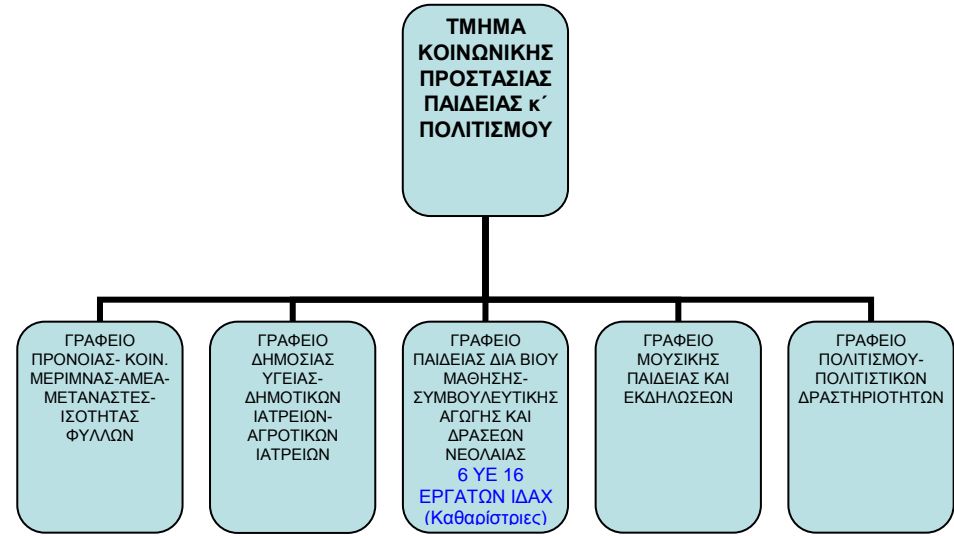 ΤΜΗΜΑ
ΚΟΙΝΩΝΙΚΗΣ
ΠΡΟΣΤΑΣΙΑΣ
ΠΑΙΔΕΙΑΣ κ΄
ΠΟΛΙΤΙΣΜΟΥ
ΓΡΑΦΕΙΟ
ΠΡΟΝΟΙΑΣ- ΚΟΙΝ.
ΜΕΡΙΜΝΑΣ-ΑΜΕΑ-
ΜΕΤΑΝΑΣΤΕΣ-
ΙΣΟΤΗΤΑΣ
ΦΥΛΛΩΝ
ΓΡΑΦΕΙΟ
ΔΗΜΟΣΙΑΣ
ΥΓΕΙΑΣ-
ΔΗΜΟΤΙΚΩΝ
ΙΑΤΡΕΙΩΝ-
ΑΓΡΟΤΙΚΩΝ
ΙΑΤΡΕΙΩΝ
ΓΡΑΦΕΙΟ
ΠΑΙΔΕΙΑΣ ΔΙΑ ΒΙΟΥ
ΜΑΘΗΣΗΣ-
ΣΥΜΒΟΥΛΕΥΤΙΚΗΣ
ΑΓΩΓΗΣ ΚΑΙ
ΔΡΑΣΕΩΝ
ΝΕΟΛΑΙΑΣ
6 ΥΕ 16
ΕΡΓΑΤΩΝ ΙΔΑΧ
(Καθαρίστριες)
ΓΡΑΦΕΙΟ
ΜΟΥΣΙΚΗΣ
ΠΑΙΔΕΙΑΣ ΚΑΙ
ΕΚΔΗΛΩΣΕΩΝ
ΓΡΑΦΕΙΟ
ΠΟΛΙΤΙΣΜΟΥ-
ΠΟΛΙΤΙΣΤΙΚΩΝ
ΔΡΑΣΤΗΡΙΟΤΗΤΩΝ